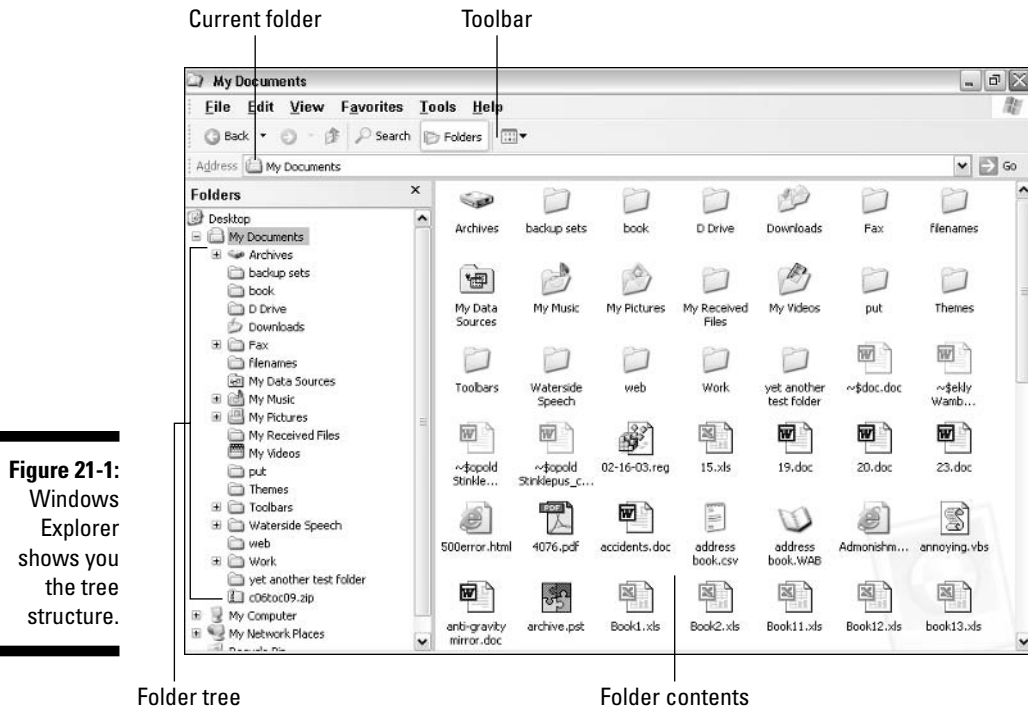 Current folder
Toolbar
My Documents
File Edit View Favorites Tools Help
Back Search Folders
Address My Documents Go
Folders ×
Desktop
My Documents
Archives
backup sets
book
D Drive
Downloads
Fax
filenames
My Data Sources
My Music
My Pictures
My Received Files
My Videos
put
Themes
Toolbars
Waterside Speech
web
Work
yet another test folder
c06toc09.zip
My Computer
My Network Places
Recycle Bin
Archives backup sets book D Drive Downloads Fax filenames
My Data My Music My Pictures My Received My Videos put Themes
Sources Files
Toolbars Waterside web Work yet another ~$doc.doc ~$ekly
Speech test folder Wamb...
~$opold ~$opold 02-16-03.reg 15.xls 19.doc 20.doc 23.doc
Stinkle... Stinklepus_c...
500error.html 4076.pdf accidents.doc address address Admonishm... annoying.vbs
book.csv book.WAB
anti-gravity archive.pst Book1.xls Book2.xls Book11.xls Book12.xls book13.xls
mirror.doc
Figure 21-1:
Windows
Explorer
shows you
the tree
structure.
Folder tree
Folder contents